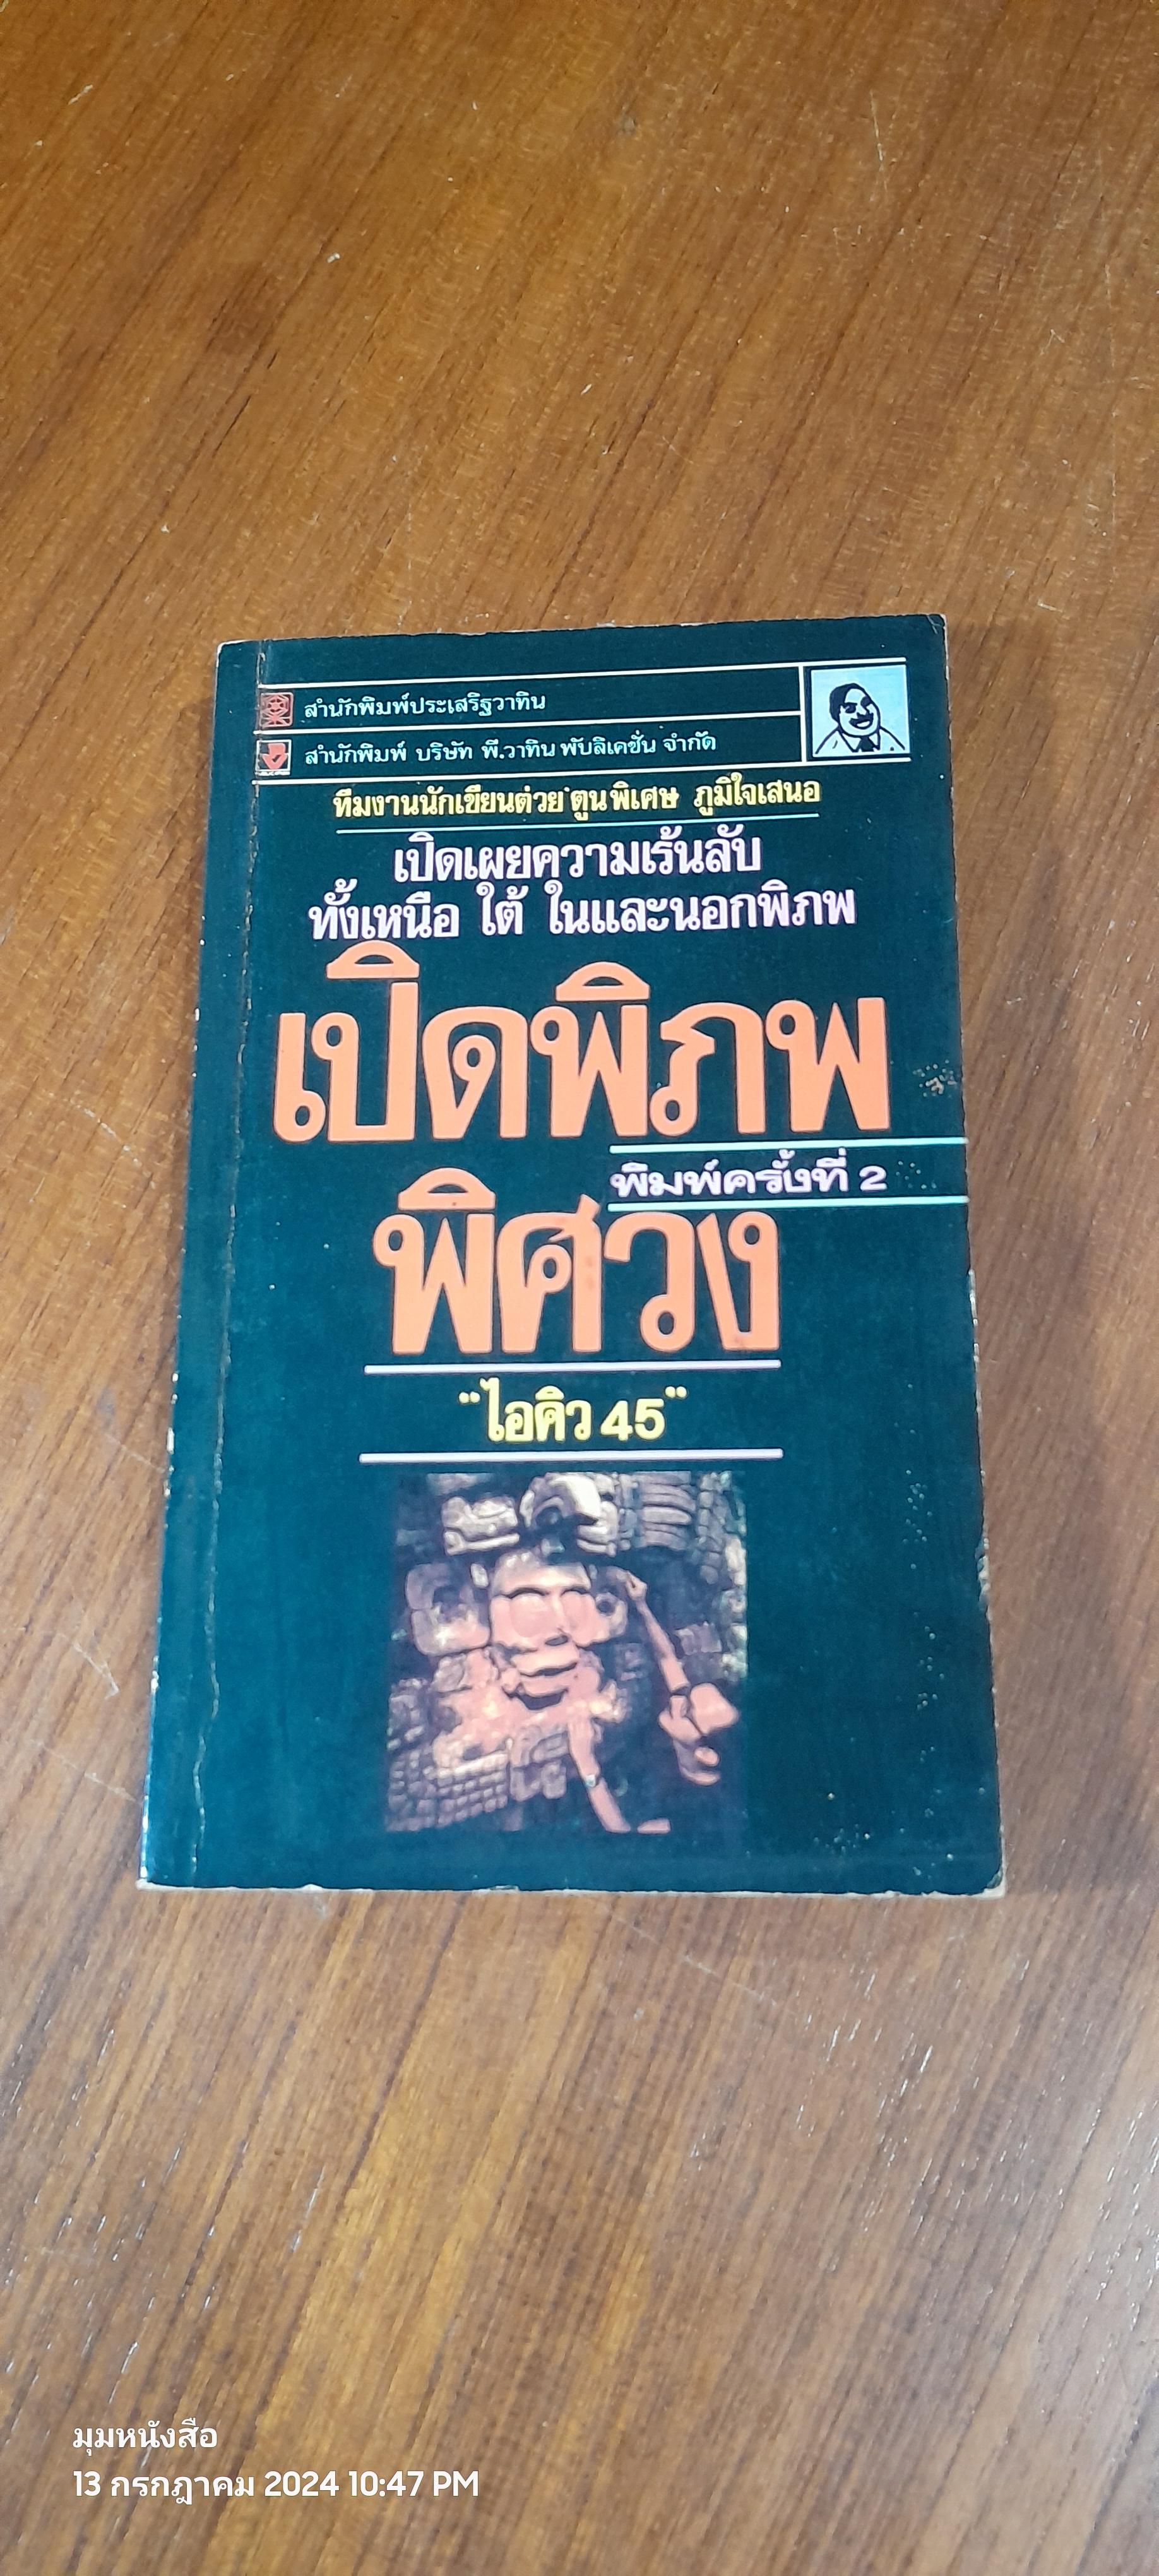 สำนักพิมพ์ประเสริฐวาทิน
สำนักพิมพ์ บริษัท พี.วาทิน พับลิเคชั่น จำกัด
ทีมงานนักเขียนต่วย'ตูนพิเศษ ภูมิใจเสนอ
เปิดเผยความเร้นลับ
ทั้งเหนือ ใต้ ในและนอกพิภพ
เปิดพิภพ
พิมพ์ครั้งที่ 2
พิศวง
"ไอคิว 45"
มุมหนังสือ
13 กรกฎาคม 2024 10:47 PM